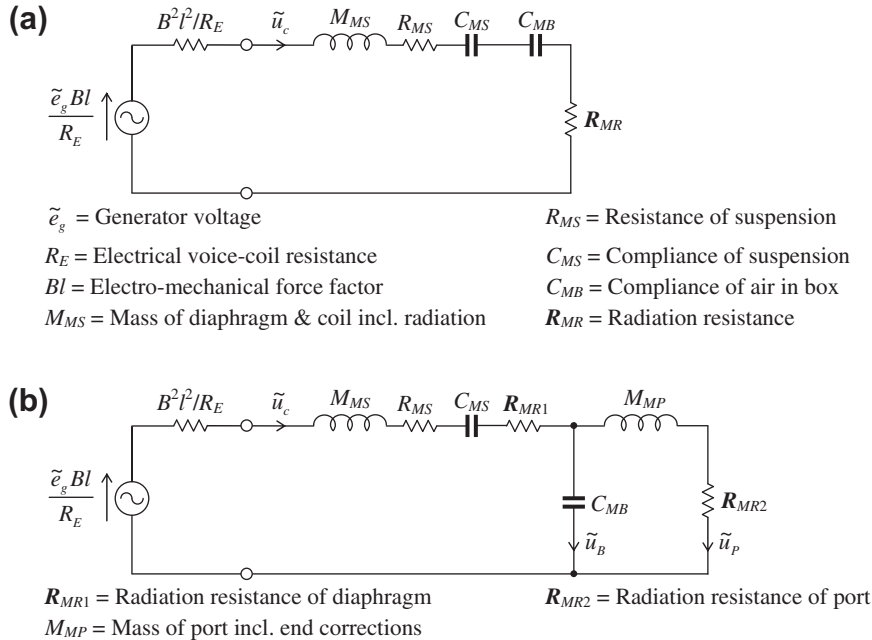 (a)
B²l²/R_E
ũ_c
M_MS
R_MS
C_MS
C_MB
ẽ_g Bl
R_E
R_MR
ẽ_g = Generator voltage
R_MS = Resistance of suspension
R_E = Electrical voice-coil resistance
C_MS = Compliance of suspension
Bl = Electro-mechanical force factor
C_MB = Compliance of air in box
M_MS = Mass of diaphragm & coil incl. radiation
R_MR = Radiation resistance
(b)
B²l²/R_E
ũ_c
M_MS
R_MS
C_MS
R_MR1
M_MP
ẽ_g Bl
R_E
C_MB
R_MR2
ũ_B
ũ_P
R_MR1 = Radiation resistance of diaphragm
R_MR2 = Radiation resistance of port
M_MP = Mass of port incl. end corrections